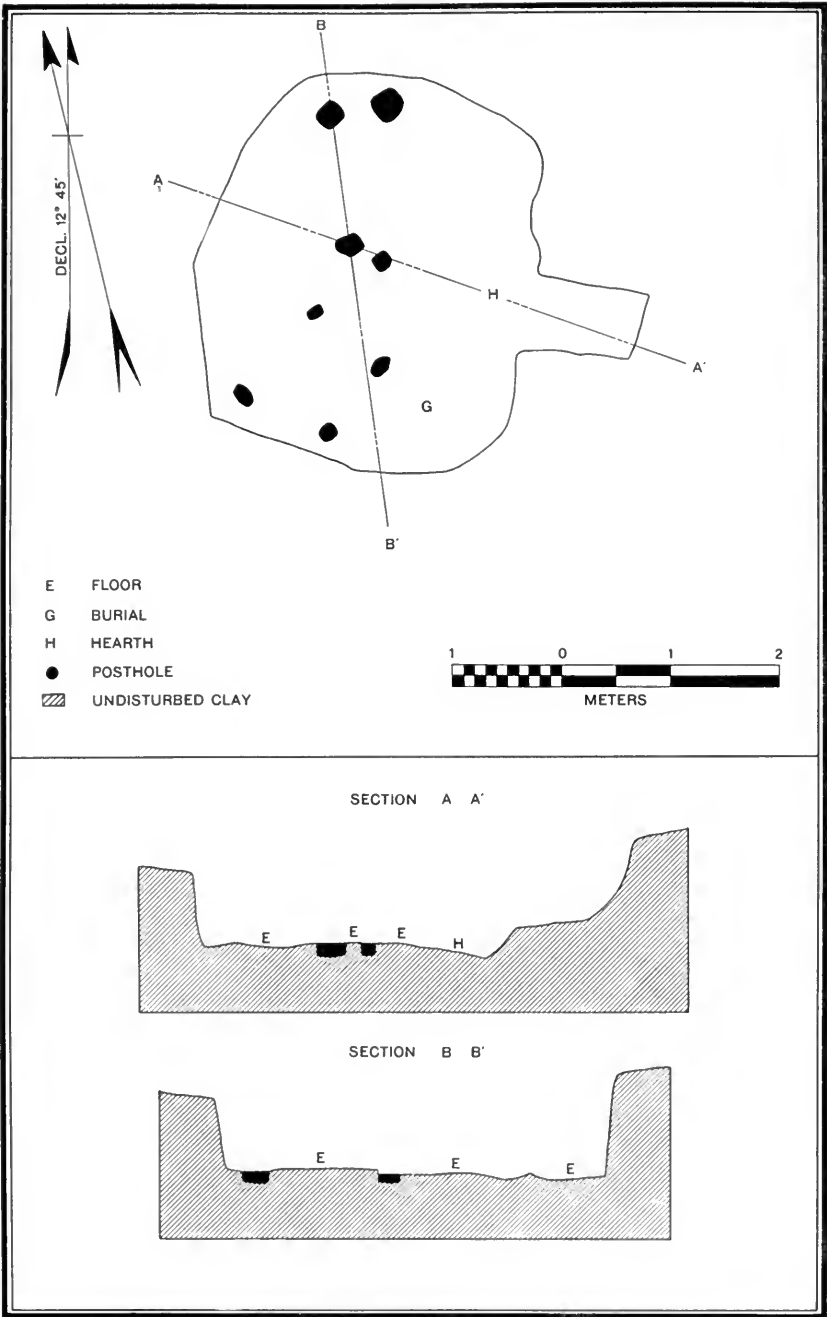 B
A
DECL. 12° 45'
H
A'
G
B'
E FLOOR
G BURIAL
H HEARTH
POSTHOLE
UNDISTURBED CLAY
1 0 1 2
METERS
SECTION A A'
E E E H
SECTION B B'
E E E